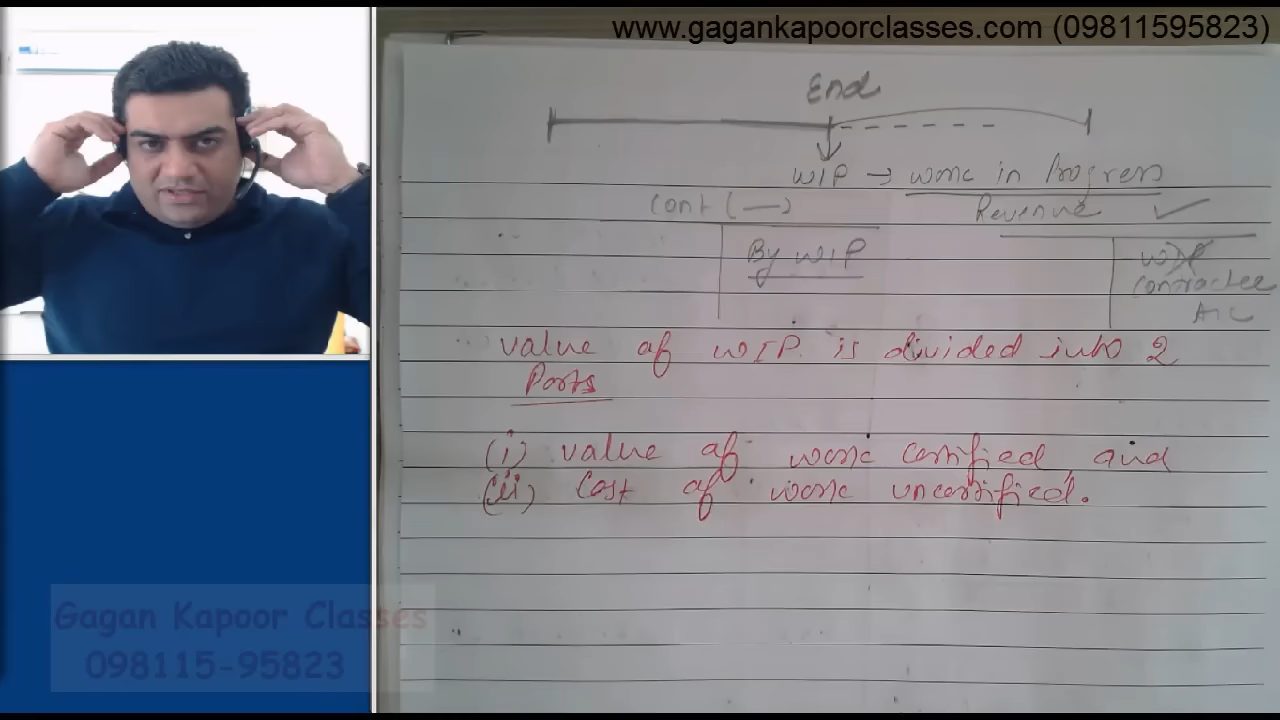 www.gagankapoorclasses.com (09811595823)
End
WIP → Work in Progress
Cont (—)
Revenue ✓
By WIP
WIP
Contractee
A/c
Value of WIP is divided into 2
Parts
(i) Value of work certified and
(ii) Cost of work uncertified.
Gagan Kapoor Classes
098115-95823